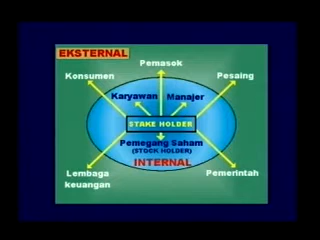 EKSTERNAL
Pemasok
Konsumen
Pesaing
Karyawan
Manajer
STAKE HOLDER
Pemegang Saham
(STOCK HOLDER)
INTERNAL
Lembaga
keuangan
Pemerintah